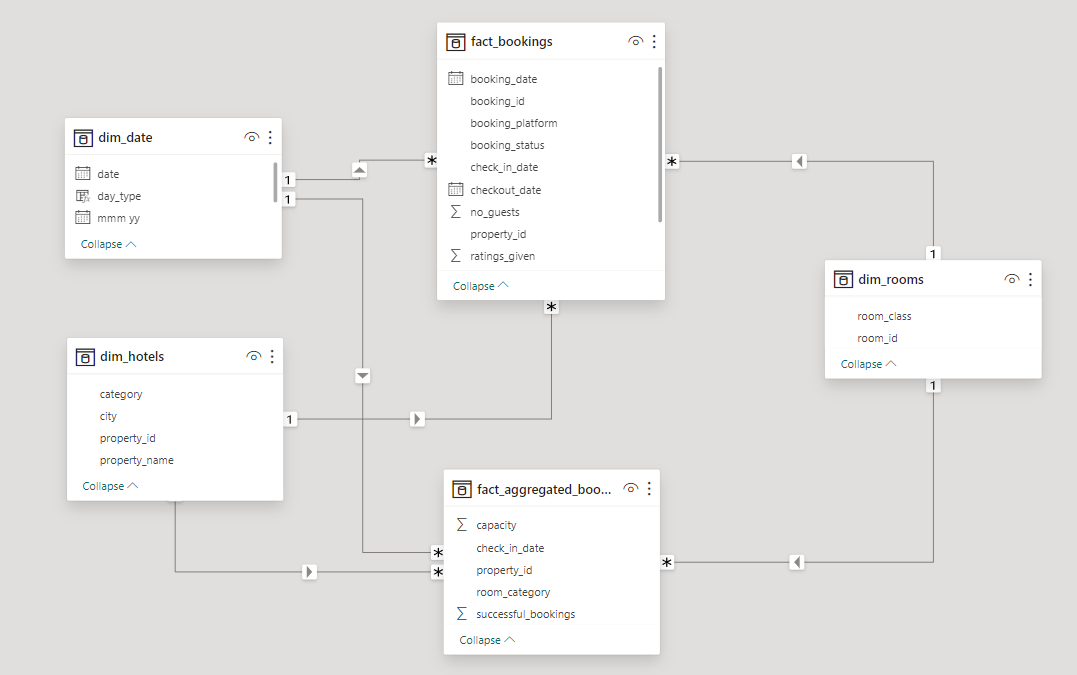 fact_bookings
booking_date
booking_id
booking_platform
booking_status
check_in_date
checkout_date
no_guests
property_id
ratings_given
Collapse
dim_date
date
day_type
mmm yy
Collapse
1
1
*
*
1
dim_rooms
room_class
room_id
Collapse
1
*
dim_hotels
category
city
property_id
property_name
Collapse
1
fact_aggregated_boo...
capacity
check_in_date
property_id
room_category
successful_bookings
Collapse
*
*
*